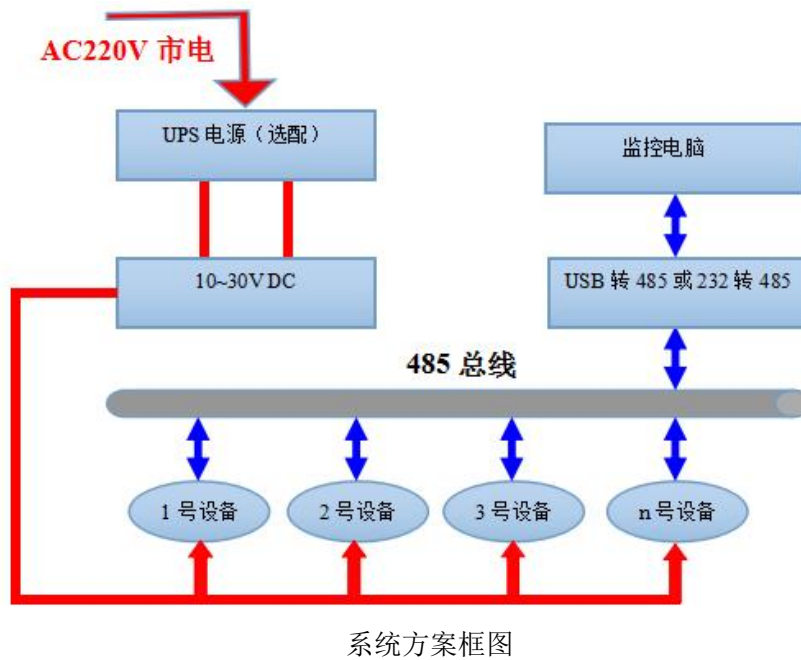 AC220V 市电
UPS 电源（选配）
监控电脑
10~30V DC
USB 转 485 或 232 转 485
485 总线
1 号设备
2 号设备
3 号设备
n 号设备
系统方案框图